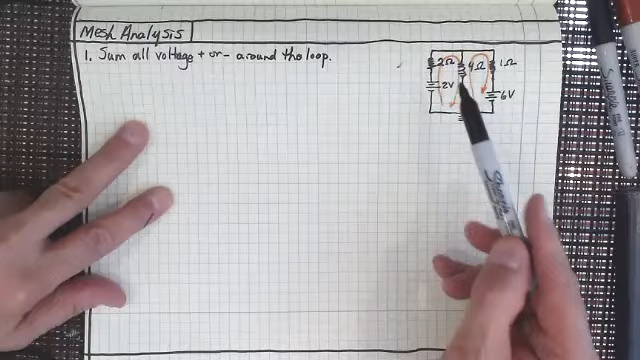 Mesh Analysis
1. Sum all voltage + or - around the loop.
2Ω 4Ω 1Ω
2V
6V
Sharpie